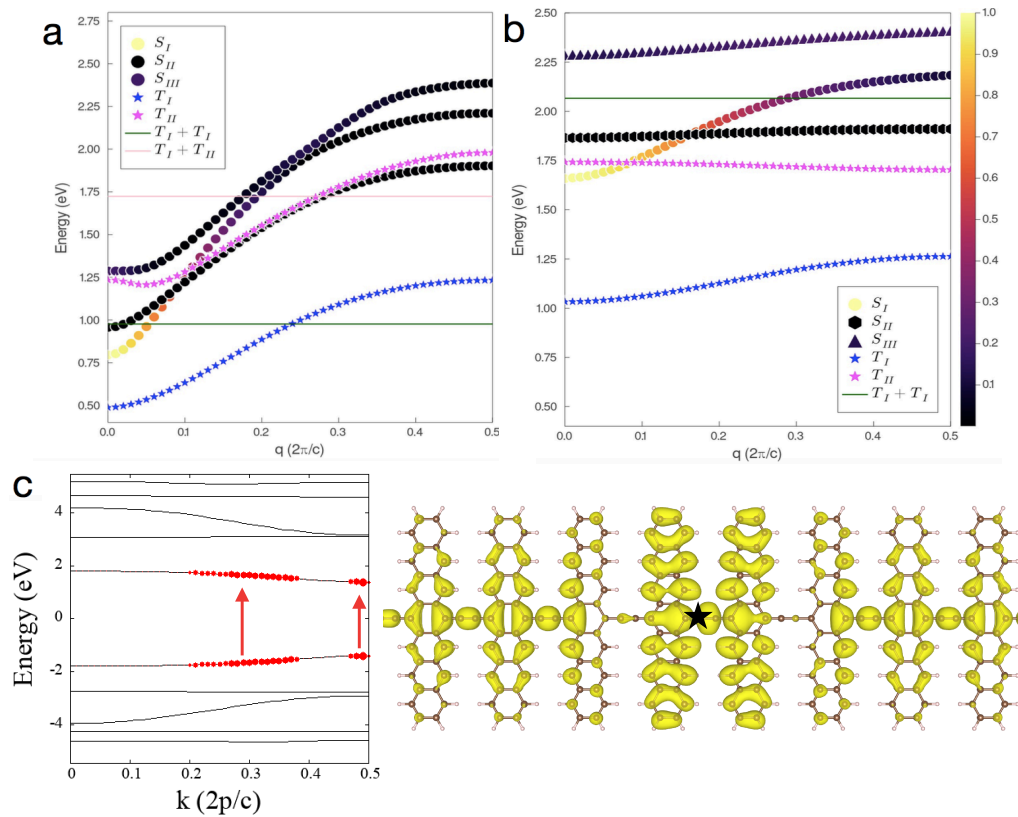 a
2.75
2.50
2.25
2.00
1.75
1.50
1.25
1.00
0.75
0.50
Energy (eV)
S_I
S_II
S_III
T_I
T_II
T_I + T_I
T_I + T_II
0.0 0.1 0.2 0.3 0.4 0.5
q (2π/c)
b
2.50
2.25
2.00
1.75
1.50
1.25
1.00
0.75
0.50
Energy (eV)
S_I
S_II
S_III
T_I
T_II
T_I + T_I
0.0 0.1 0.2 0.3 0.4 0.5
q (2π/c)
1.0
0.9
0.8
0.7
0.6
0.5
0.4
0.3
0.2
0.1
c
4
2
0
-2
-4
Energy (eV)
0 0.1 0.2 0.3 0.4 0.5
k (2p/c)